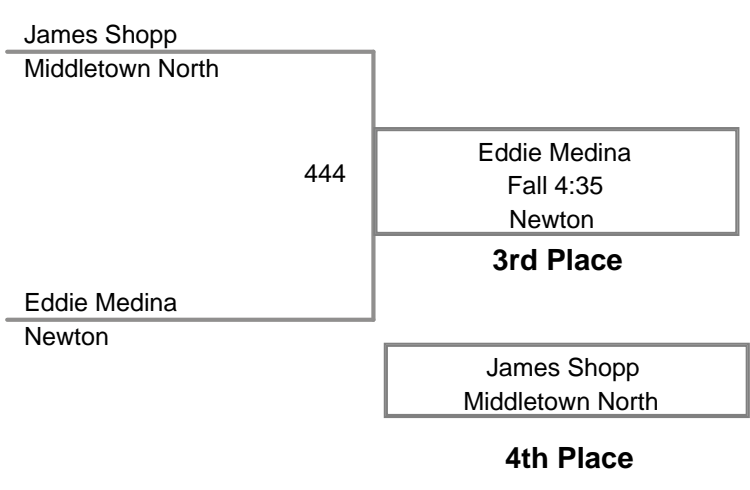 James Shopp
Middletown North
444
Eddie Medina
Fall 4:35
Newton
3rd Place
Eddie Medina
Newton
James Shopp
Middletown North
4th Place